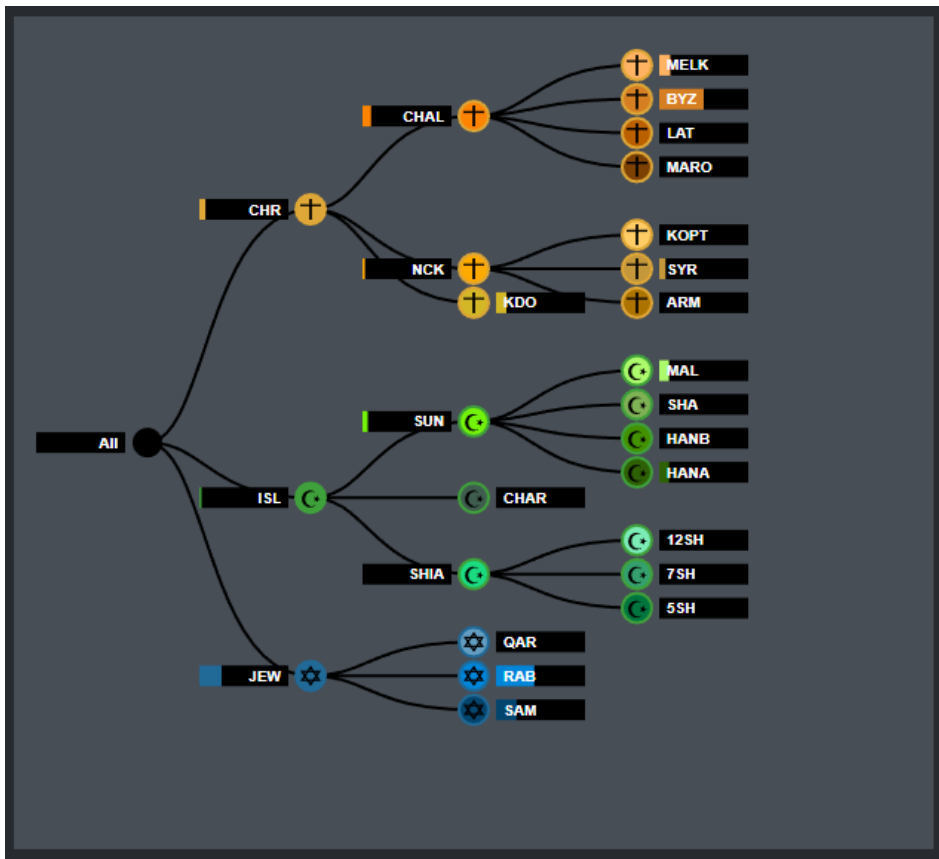 MELK
BYZ
CHAL
LAT
MARO
CHR
KOPT
NCK
SYR
KDO
ARM
MAL
SHA
SUN
HANB
HANA
All
ISL
CHAR
12SH
SHIA
7SH
5SH
QAR
JEW
RAB
SAM